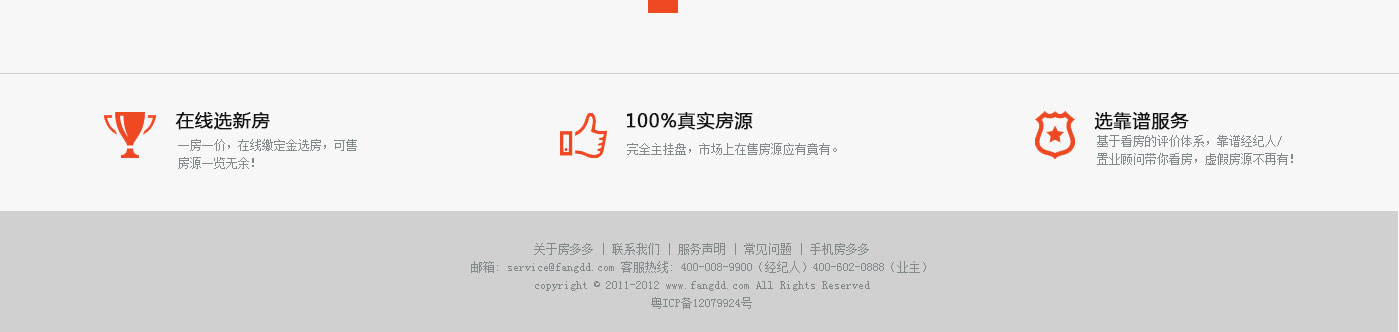 在线选新房
一房一价，在线缴定金选房，可售
房源一览无余！
100%真实房源
完全主挂盘，市场上在售房源应有竟有。
选靠谱服务
基于看房的评价体系，靠谱经纪人/
置业顾问带你看房，虚假房源不再有！
关于房多多 | 联系我们 | 服务声明 | 常见问题 | 手机房多多
邮箱: service@fangdd.com 客服热线: 400-008-9900（经纪人）400-602-0888（业主）
copyright © 2011-2012 www.fangdd.com All Rights Reserved
粤ICP备12079924号